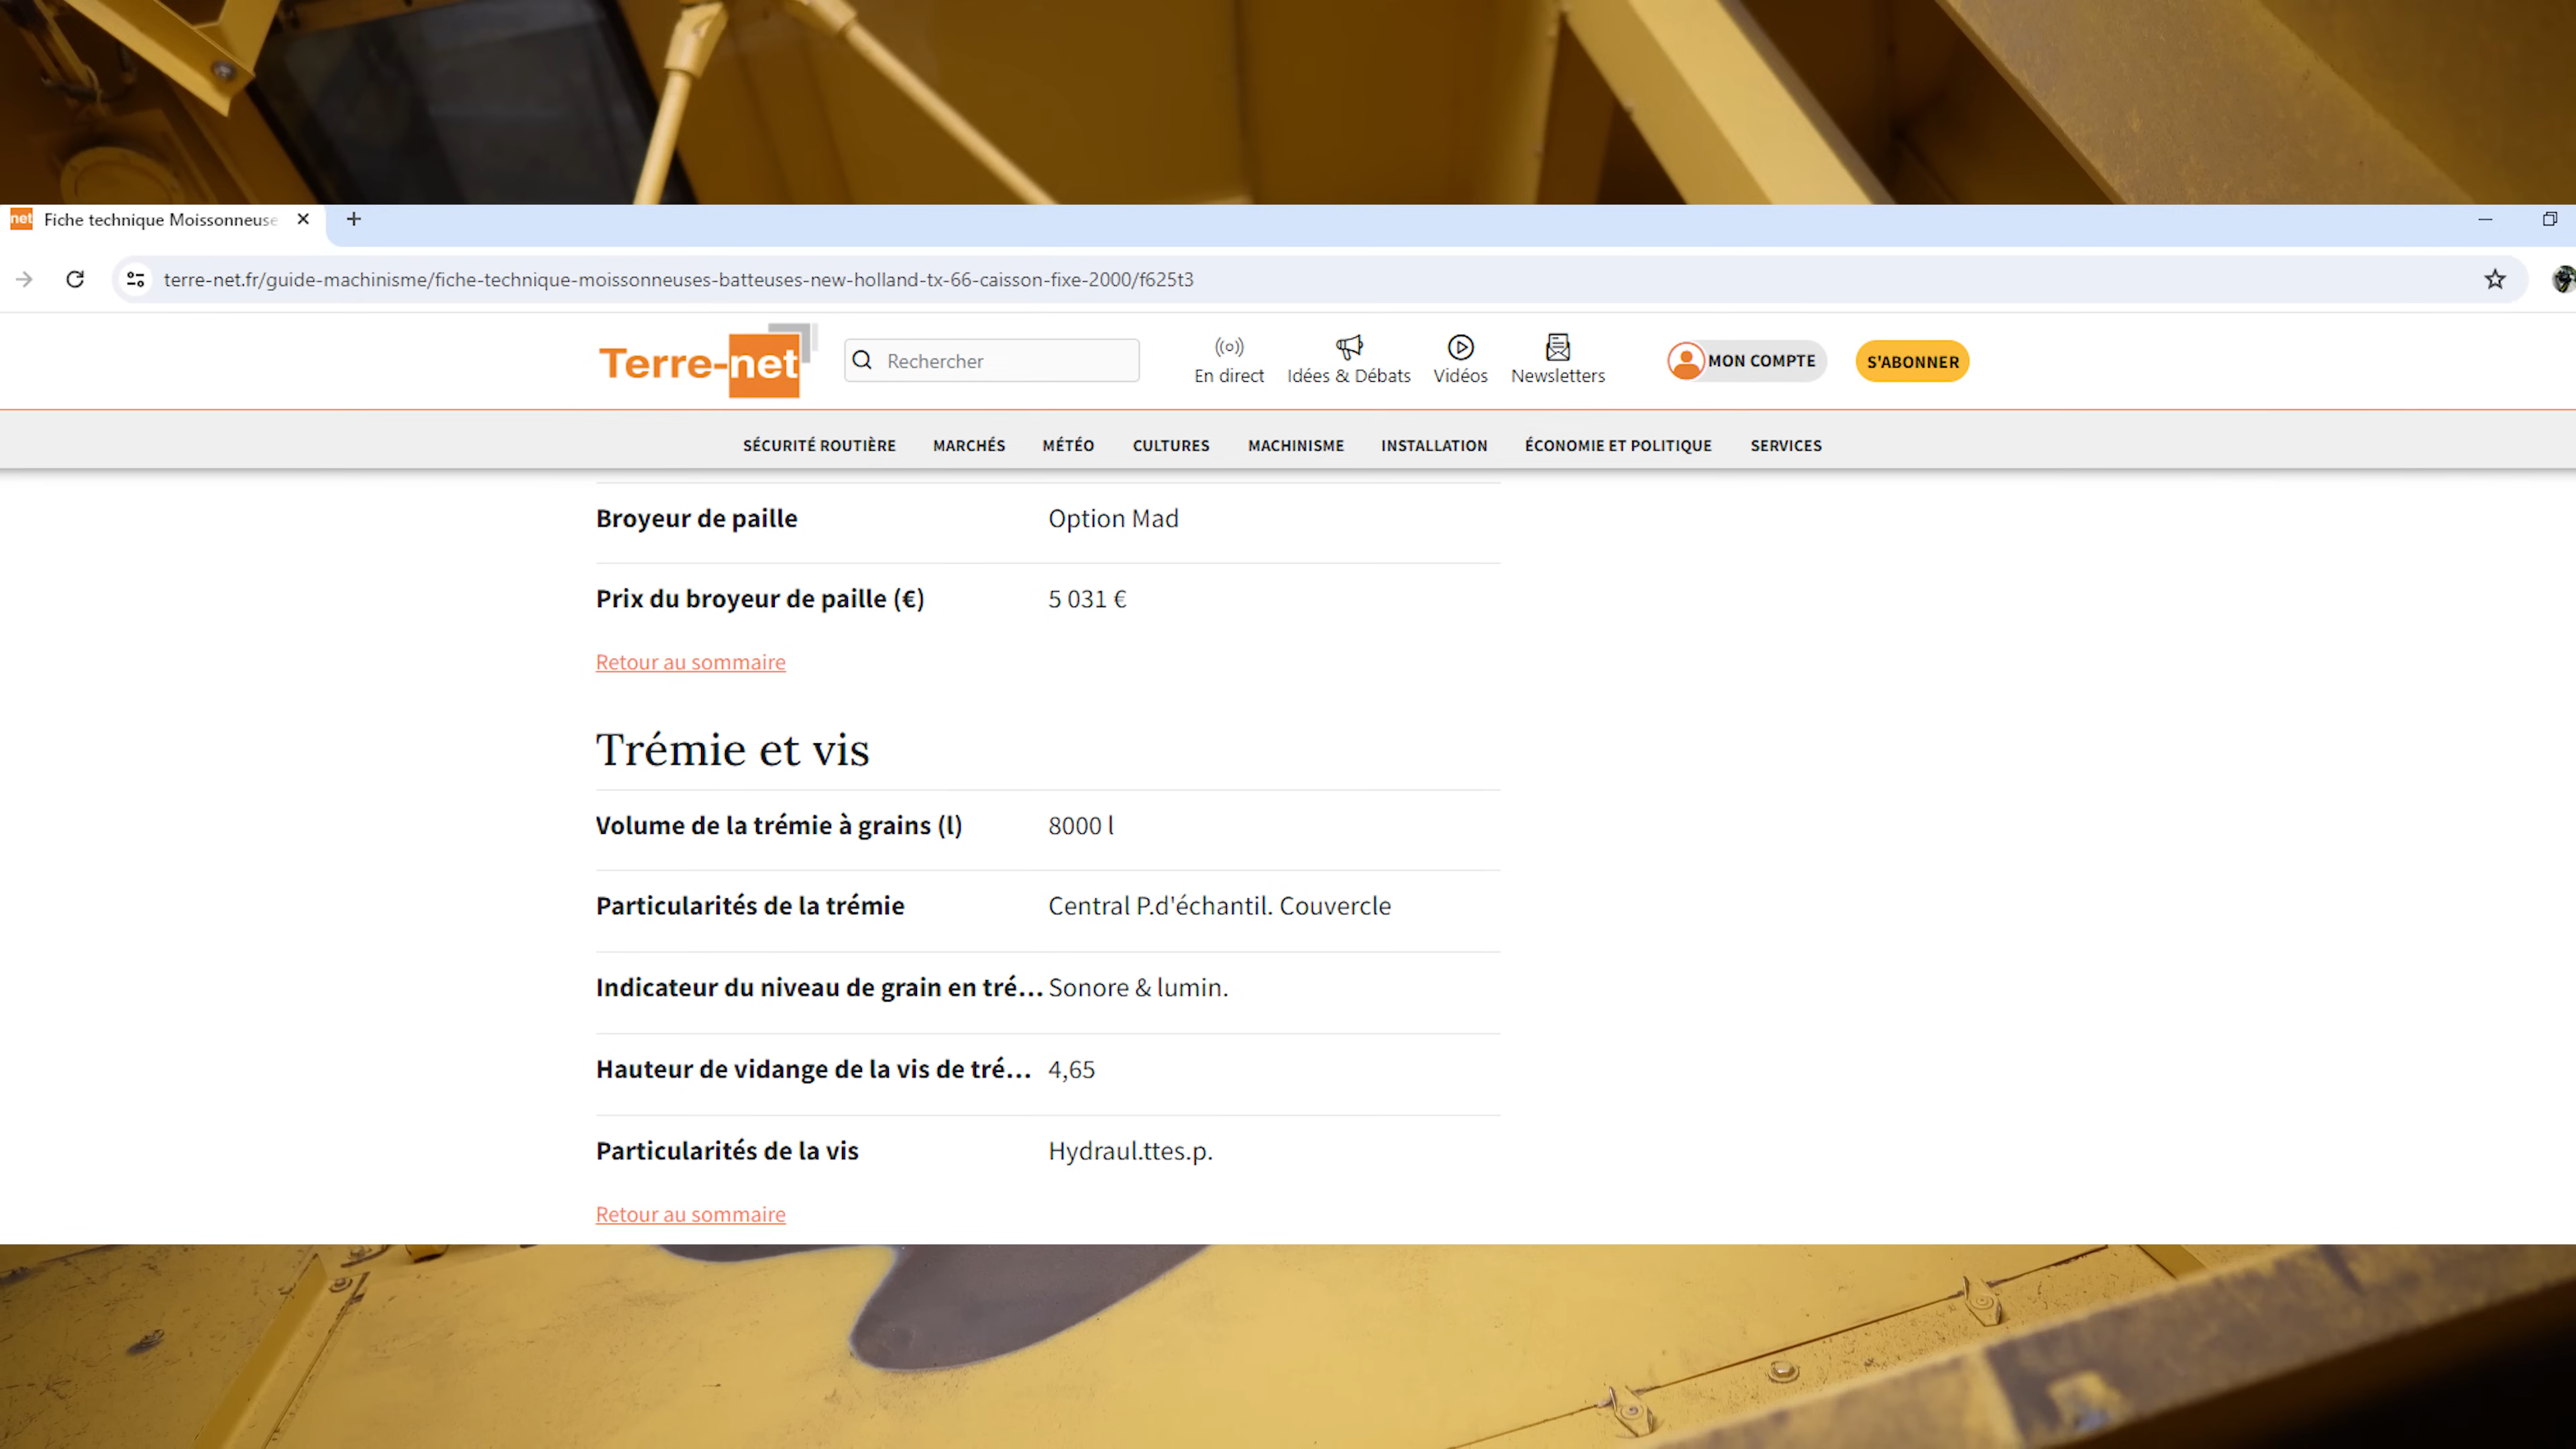 net Fiche technique Moissonneuse
terre-net.fr/guide-machinisme/fiche-technique-moissonneuses-batteuses-new-holland-tx-66-caisson-fixe-2000/f625t3
Terre-net
Rechercher
En direct
Idées & Débats
Vidéos
Newsletters
MON COMPTE
S'ABONNER
SÉCURITÉ ROUTIÈRE MARCHÉS MÉTÉO CULTURES MACHINISME INSTALLATION ÉCONOMIE ET POLITIQUE SERVICES
Broyeur de paille Option Mad
Prix du broyeur de paille (€) 5 031 €
Retour au sommaire
Trémie et vis
Volume de la trémie à grains (l) 8000 l
Particularités de la trémie Central P.d'échantil. Couvercle
Indicateur du niveau de grain en tré... Sonore & lumin.
Hauteur de vidange de la vis de tré... 4,65
Particularités de la vis Hydraul.ttes.p.
Retour au sommaire